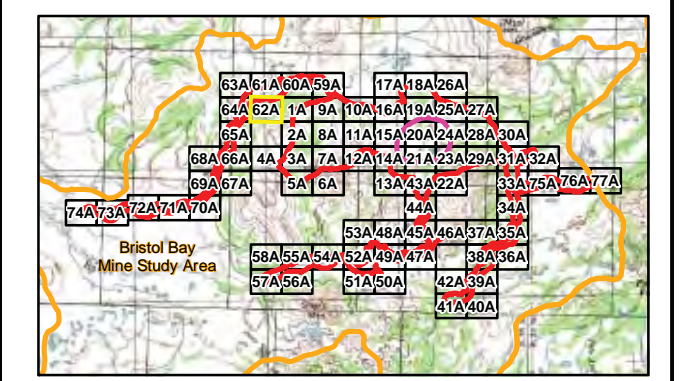 63A 61A 60A 59A 17A 18A 26A
64A 62A 1A 9A 10A 16A 19A 25A 27A
65A 2A 8A 11A 15A 20A 24A 28A 30A
68A 66A 4A 3A 7A 12A 14A 21A 23A 29A 31A 32A
69A 67A 5A 6A 13A 43A 22A 33A 75A 76A 77A
74A 73A 72A 71A 70A 44A 34A
53A 48A 45A 46A 37A 35A
Bristol Bay
Mine Study Area
58A 55A 54A 52A 49A 47A 38A 36A
57A 56A 51A 50A 42A 39A
41A 40A